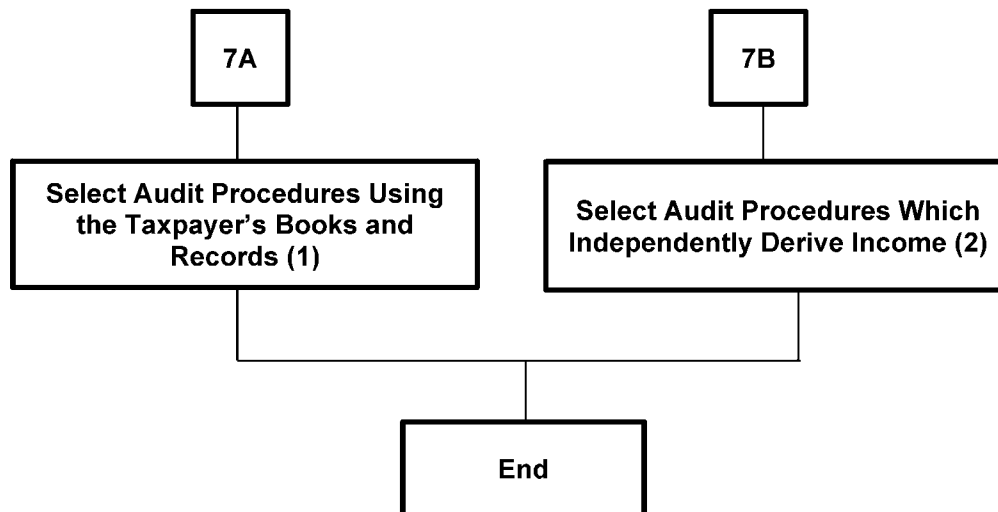 7A
7B
Select Audit Procedures Using
the Taxpayer's Books and
Records (1)
Select Audit Procedures Which
Independently Derive Income (2)
End